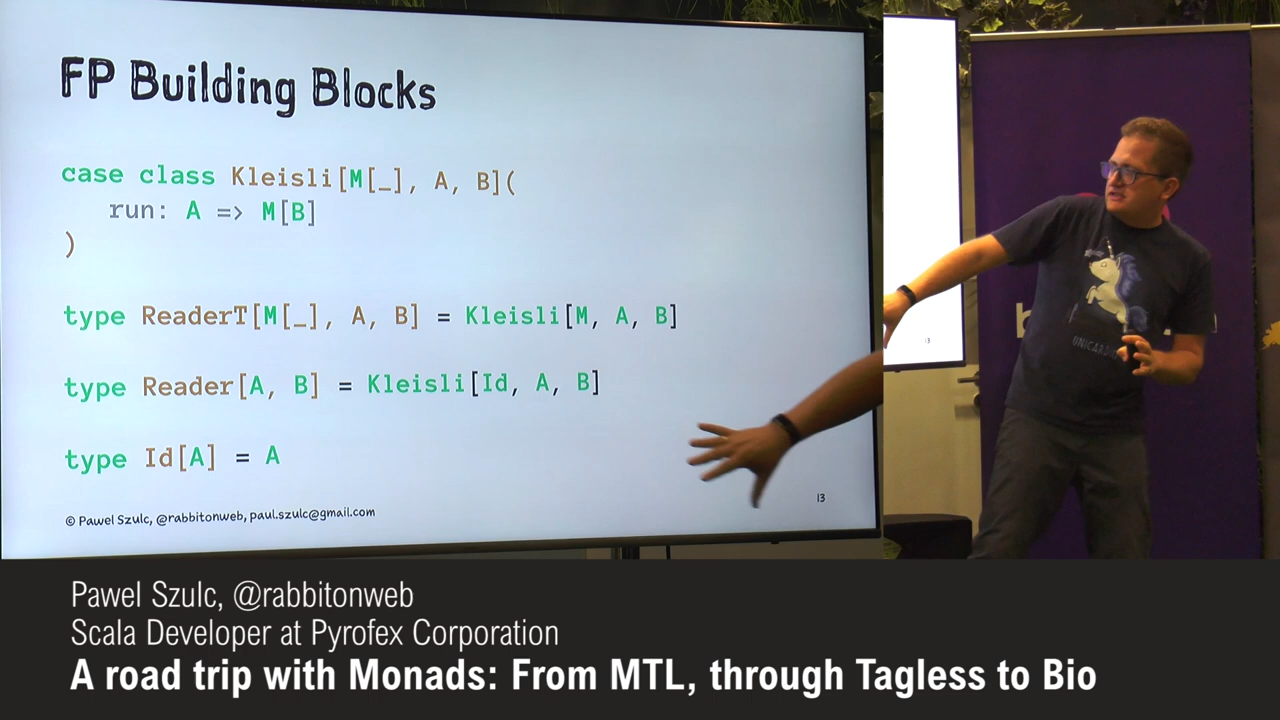 FP Building Blocks
case class Kleisli[M[_], A, B](
run: A => M[B]
)
type ReaderT[M[_], A, B] = Kleisli[M, A, B]
type Reader[A, B] = Kleisli[Id, A, B]
type Id[A] = A
13
© Pawel Szulc, @rabbitonweb, paul.szulc@gmail.com
13
Pawel Szulc, @rabbitonweb
Scala Developer at Pyrofex Corporation
A road trip with Monads: From MTL, through Tagless to Bio